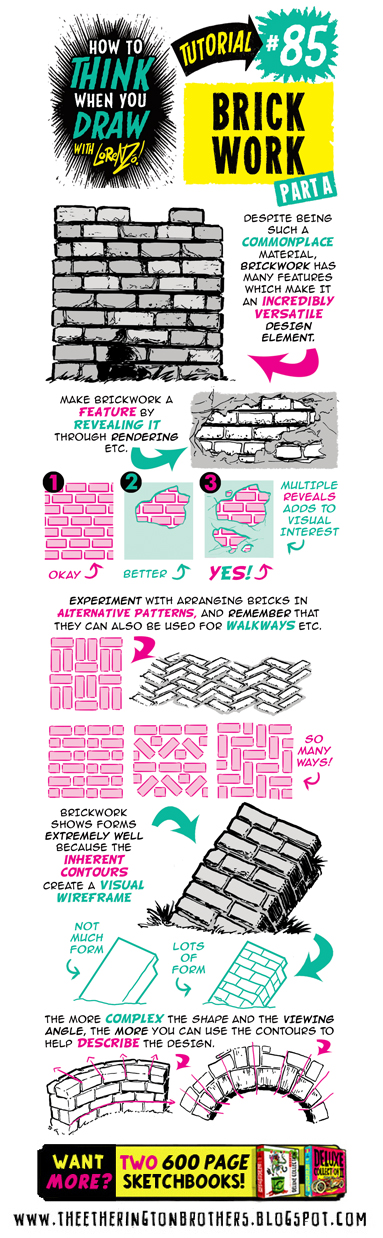 HOW TO
THINK
WHEN YOU
DRAW
WITH LORENZO!
TUTORIAL
#85
BRICK
WORK
PART A
DESPITE BEING
SUCH A
COMMONPLACE
MATERIAL,
BRICKWORK HAS
MANY FEATURES
WHICH MAKE IT
AN INCREDIBLY
VERSATILE
DESIGN
ELEMENT.
MAKE BRICKWORK A
FEATURE BY
REVEALING IT
THROUGH RENDERING
ETC.
1
2
3
MULTIPLE
REVEALS
ADDS TO
VISUAL
INTEREST
OKAY
BETTER
YES!
EXPERIMENT WITH ARRANGING BRICKS IN
ALTERNATIVE PATTERNS, AND REMEMBER THAT
THEY CAN ALSO BE USED FOR WALKWAYS ETC.
SO
MANY
WAYS!
BRICKWORK
SHOWS FORMS
EXTREMELY WELL
BECAUSE THE
INHERENT
CONTOURS
CREATE A VISUAL
WIREFRAME
NOT
MUCH
FORM
LOTS
OF
FORM
THE MORE COMPLEX THE SHAPE AND THE VIEWING
ANGLE, THE MORE YOU CAN USE THE CONTOURS TO
HELP DESCRIBE THE DESIGN.
WANT
MORE?
TWO 600 PAGE
SKETCHBOOKS!
DELUXE
COLLECTION
WWW.THEETHERINGTONBROTHERS.BLOGSPOT.COM